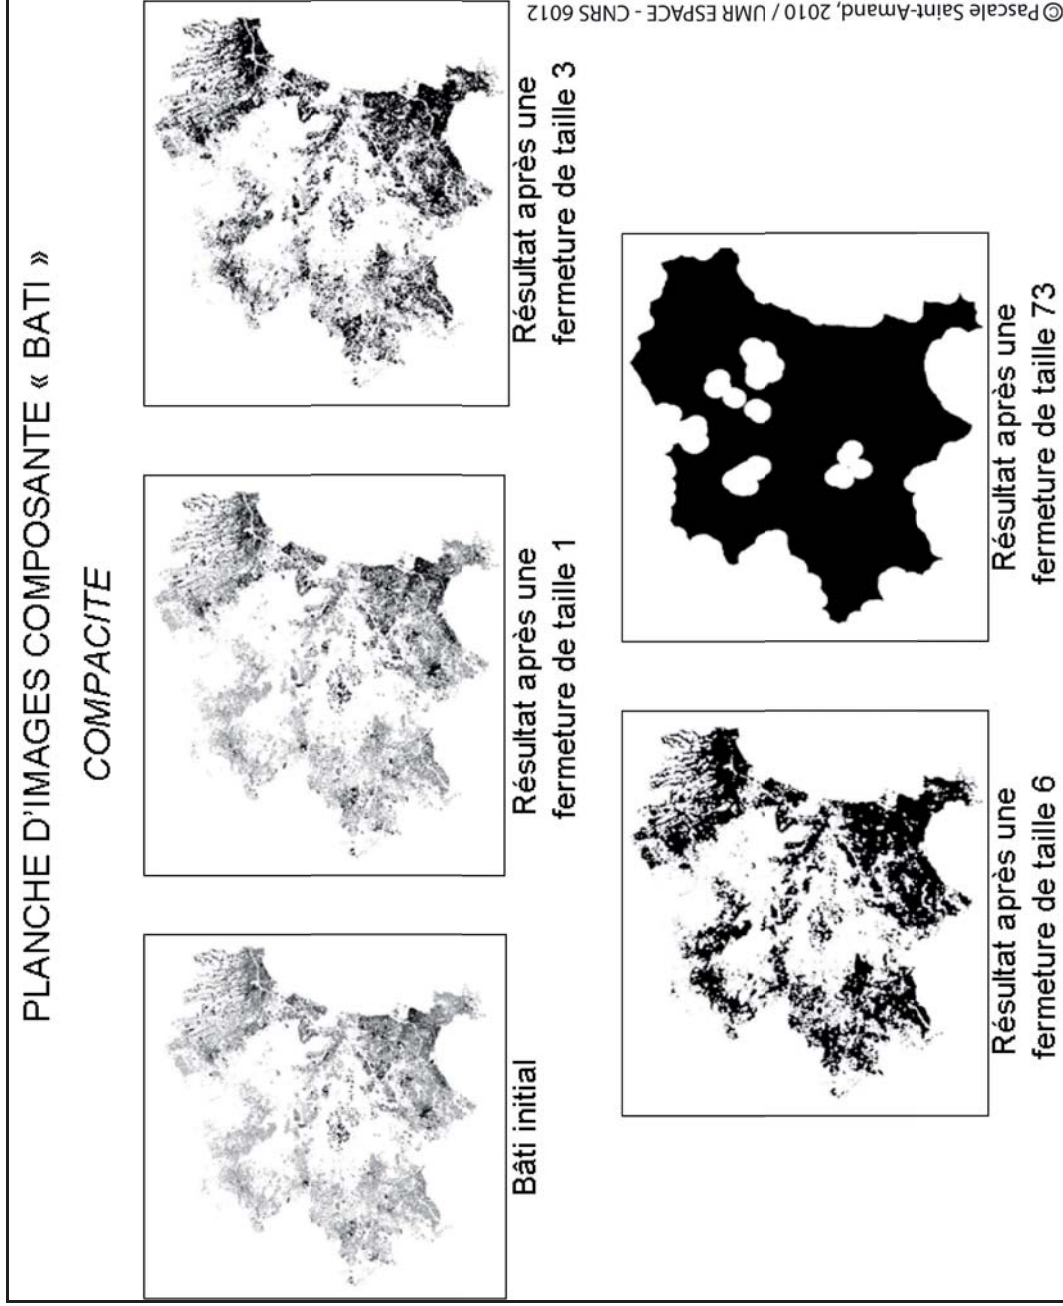 PLANCHE D'IMAGES COMPOSANTE « BATI »
COMPACITE
Bâti initial
Résultat après une
fermeture de taille 1
Résultat après une
fermeture de taille 3
Résultat après une
fermeture de taille 6
Résultat après une
fermeture de taille 73
© Pascale Saint-Amand, 2010 / UMR ESPACE - CNRS 6012